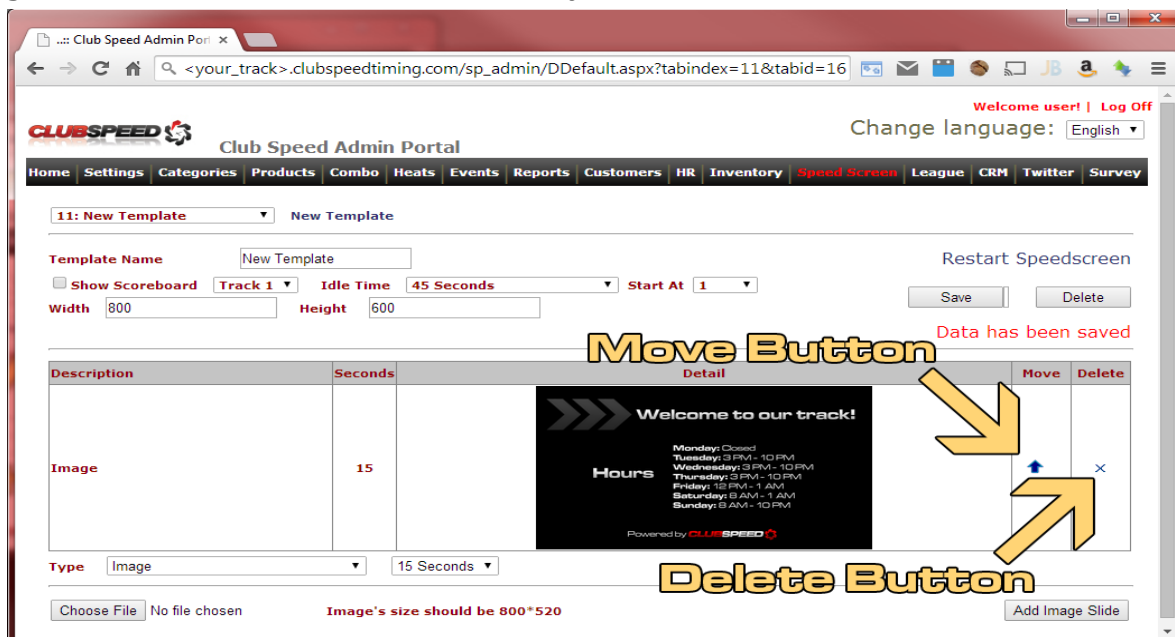 ..:: Club Speed Admin Por
<your_track>.clubspeedtiming.com/sp_admin/DDefault.aspx?tabindex=11&tabid=16
JB
Welcome user! | Log Off
CLUBSPEED
Club Speed Admin Portal
Change language: English
Home Settings Categories Products Combo Heats Events Reports Customers HR Inventory Speed Screen League CRM Twitter Survey
11: New Template New Template
Template Name New Template
Restart Speedscreen
Show Scoreboard Track 1 Idle Time 45 Seconds Start At 1
Save Delete
Width 800 Height 600
Data has been saved
Move Button
Description Seconds Detail Move Delete
Welcome to our track!
Monday: Closed
Tuesday: 3 PM - 10 PM
Wednesday: 3 PM - 10 PM
Thursday: 3 PM - 10 PM
Friday: 12 PM - 1 AM
Saturday: 8 AM - 1 AM
Sunday: 8 AM - 10 PM
Hours
Image 15
Powered by CLUBSPEED
Type Image 15 Seconds
Delete Button
Choose File No file chosen Image's size should be 800*520 Add Image Slide